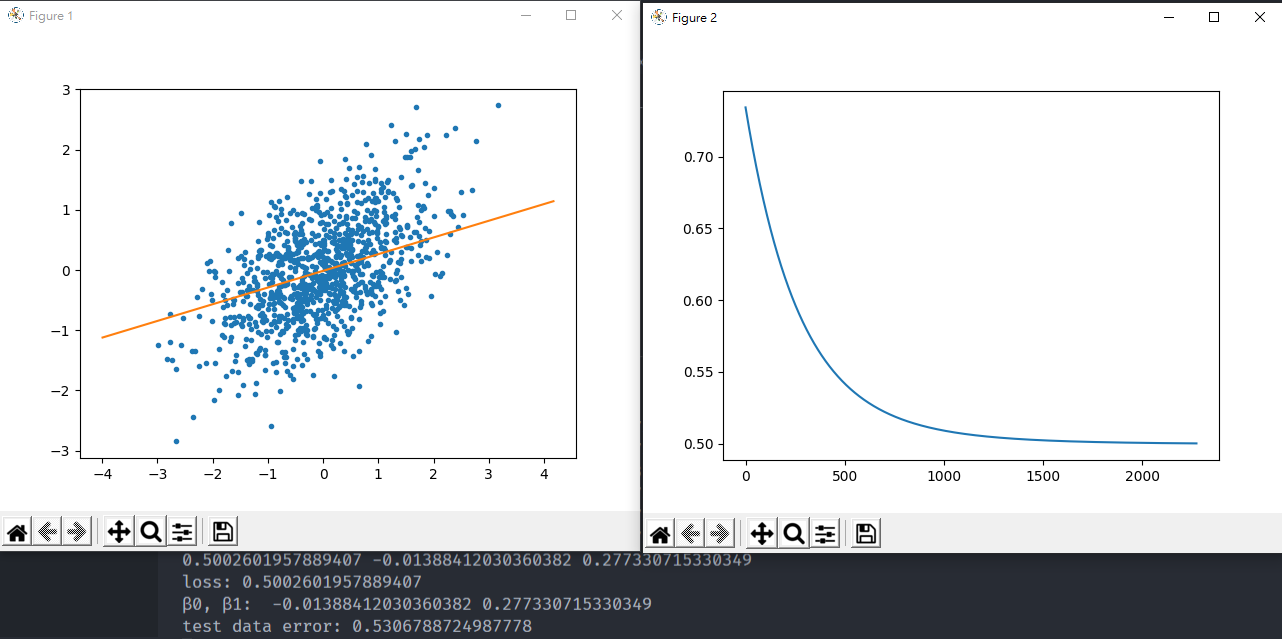 Figure 1
Figure 2
3
2
1
0
−1
−2
−3
−4 −3 −2 −1 0 1 2 3 4
0.70
0.65
0.60
0.55
0.50
0 500 1000 1500 2000
0.5002601957889407 -0.01388412030360382 0.277330715330349
loss: 0.5002601957889407
β0, β1:  -0.01388412030360382 0.277330715330349
test data error: 0.5306788724987778